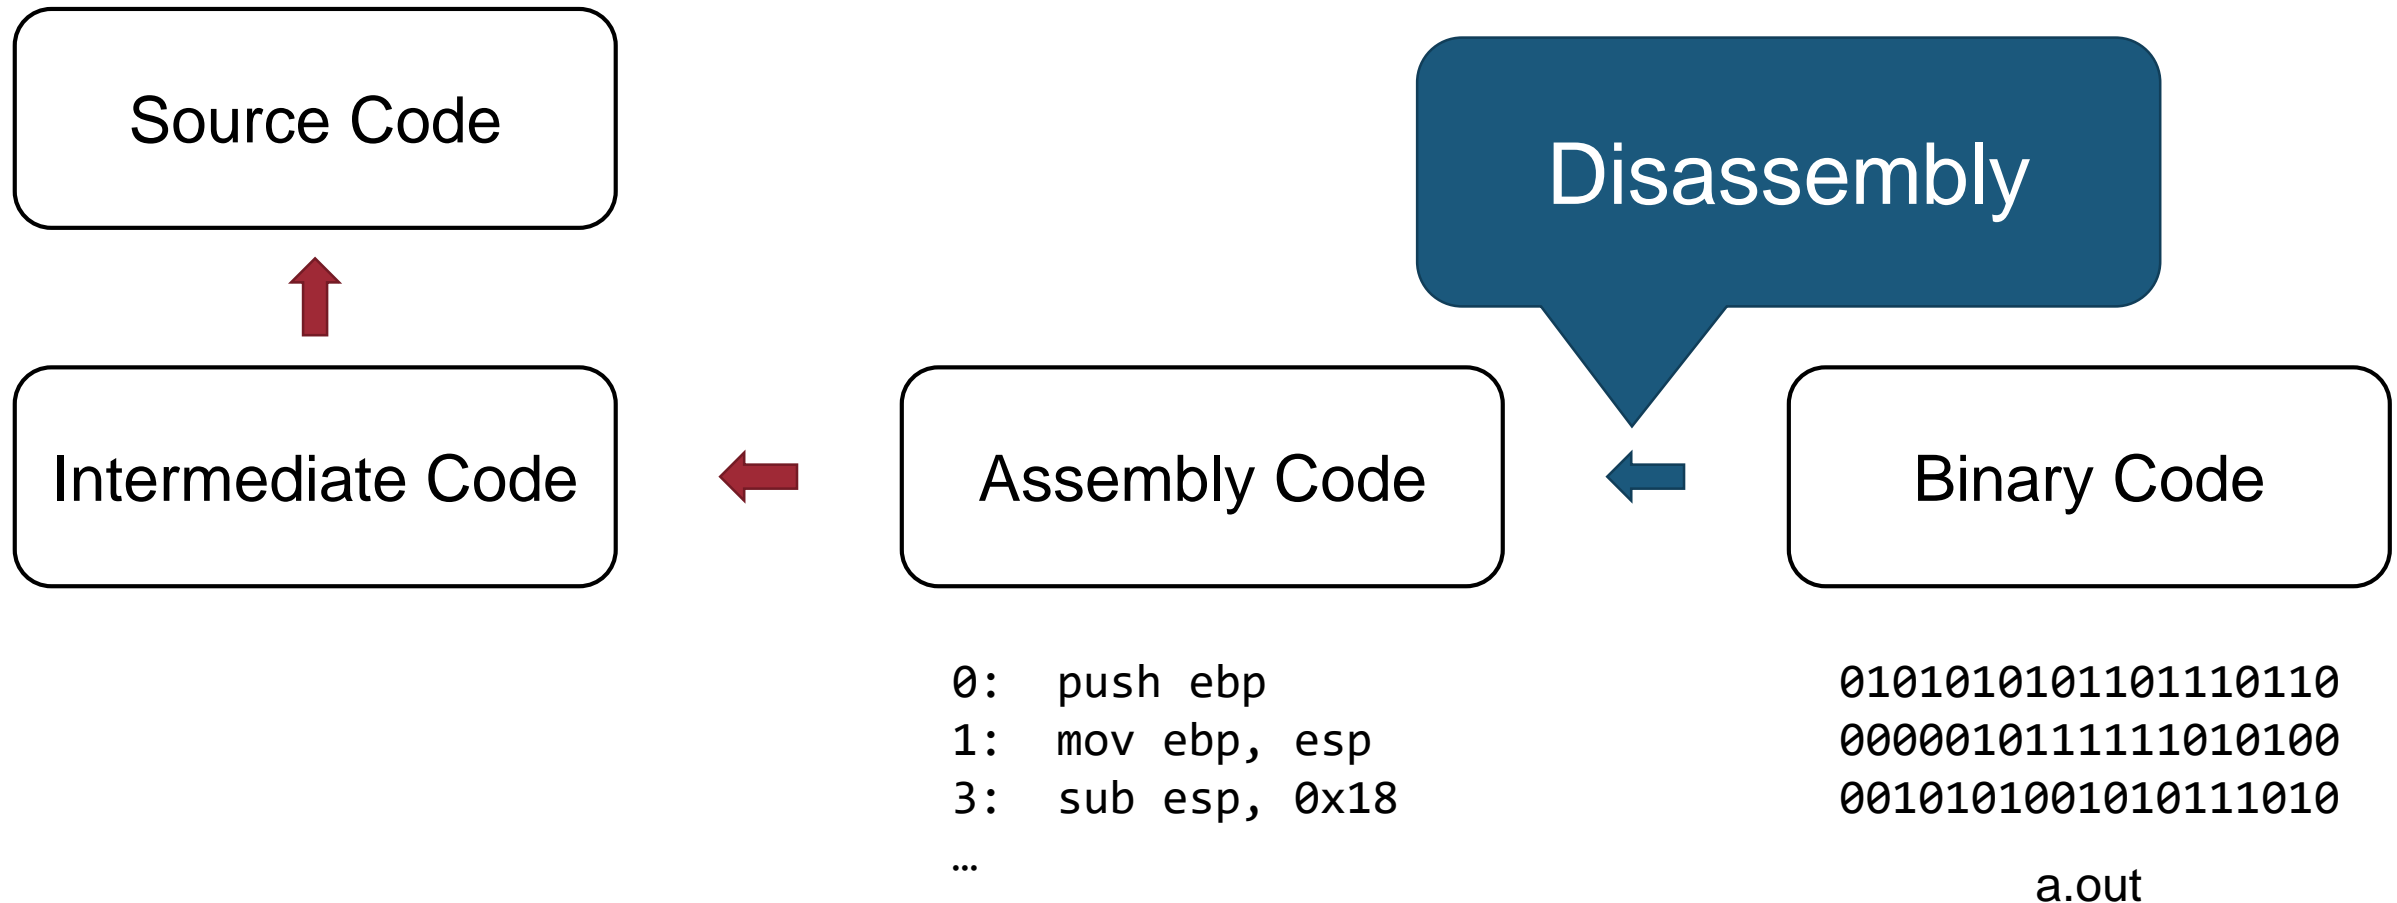 Source Code
Disassembly
Intermediate Code
Assembly Code
Binary Code
0: push ebp
1: mov ebp, esp
3: sub esp, 0x18
…
0101010101101110110
0000010111111010100
0010101001010111010
a.out